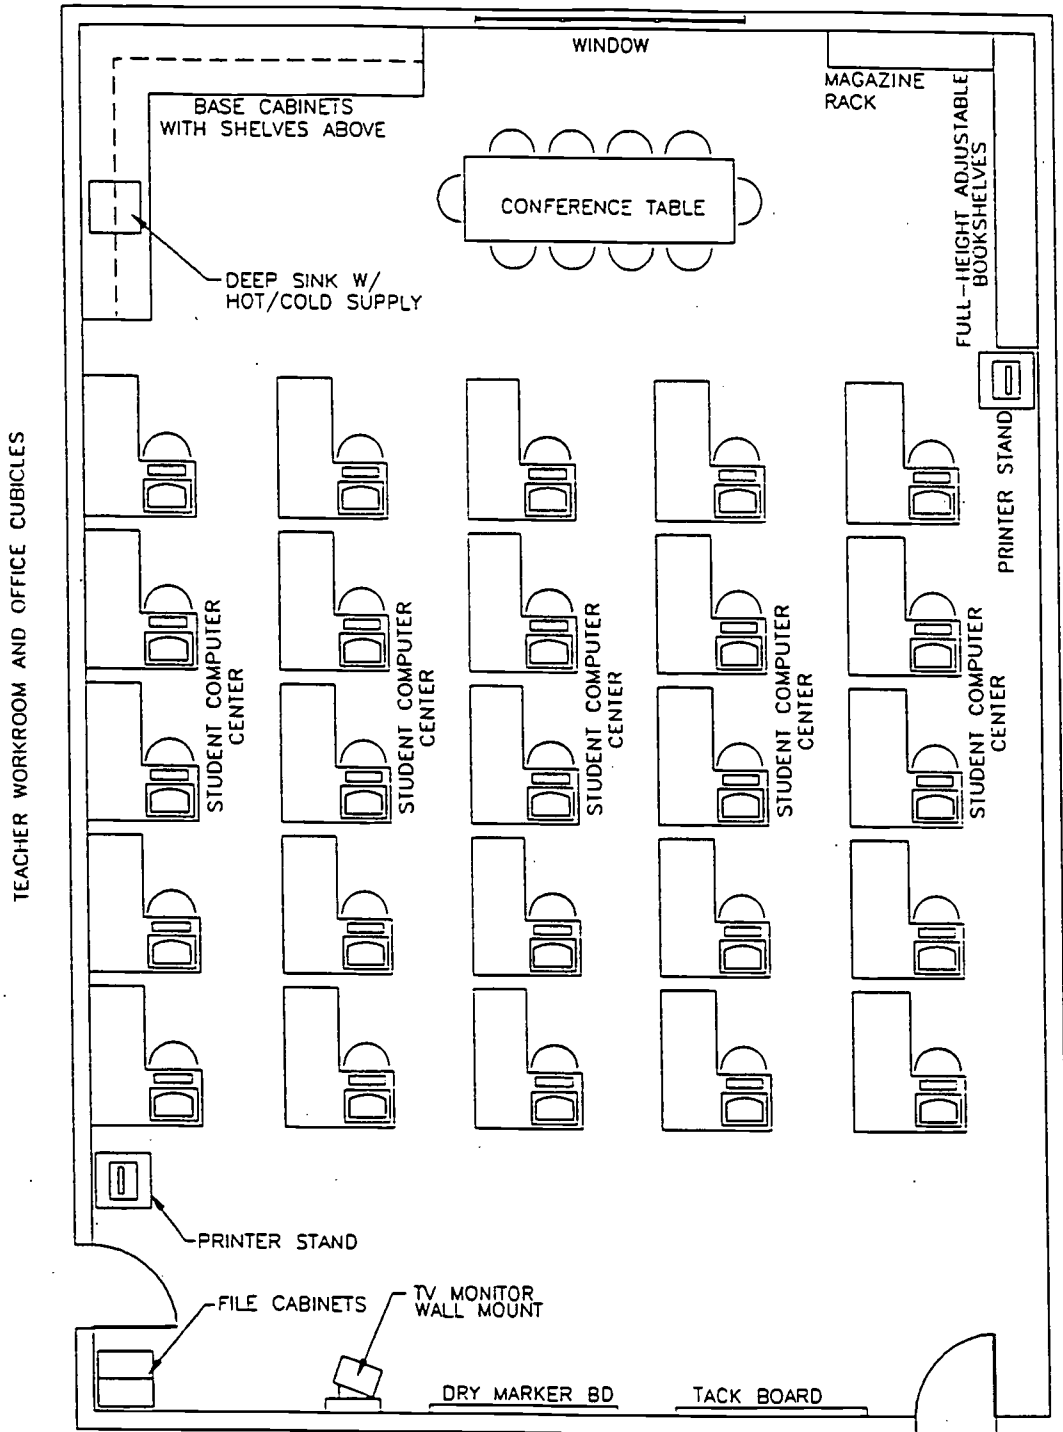 WINDOW
MAGAZINE
RACK
BASE CABINETS
WITH SHELVES ABOVE
FULL-HEIGHT ADJUSTABLE
BOOKSHELVES
CONFERENCE TABLE
DEEP SINK W/
HOT/COLD SUPPLY
PRINTER STAND
TEACHER WORKROOM AND OFFICE CUBICLES
STUDENT COMPUTER
CENTER
STUDENT COMPUTER
CENTER
STUDENT COMPUTER
CENTER
STUDENT COMPUTER
CENTER
STUDENT COMPUTER
CENTER
PRINTER STAND
FILE CABINETS
TV MONITOR
WALL MOUNT
DRY MARKER BD
TACK BOARD